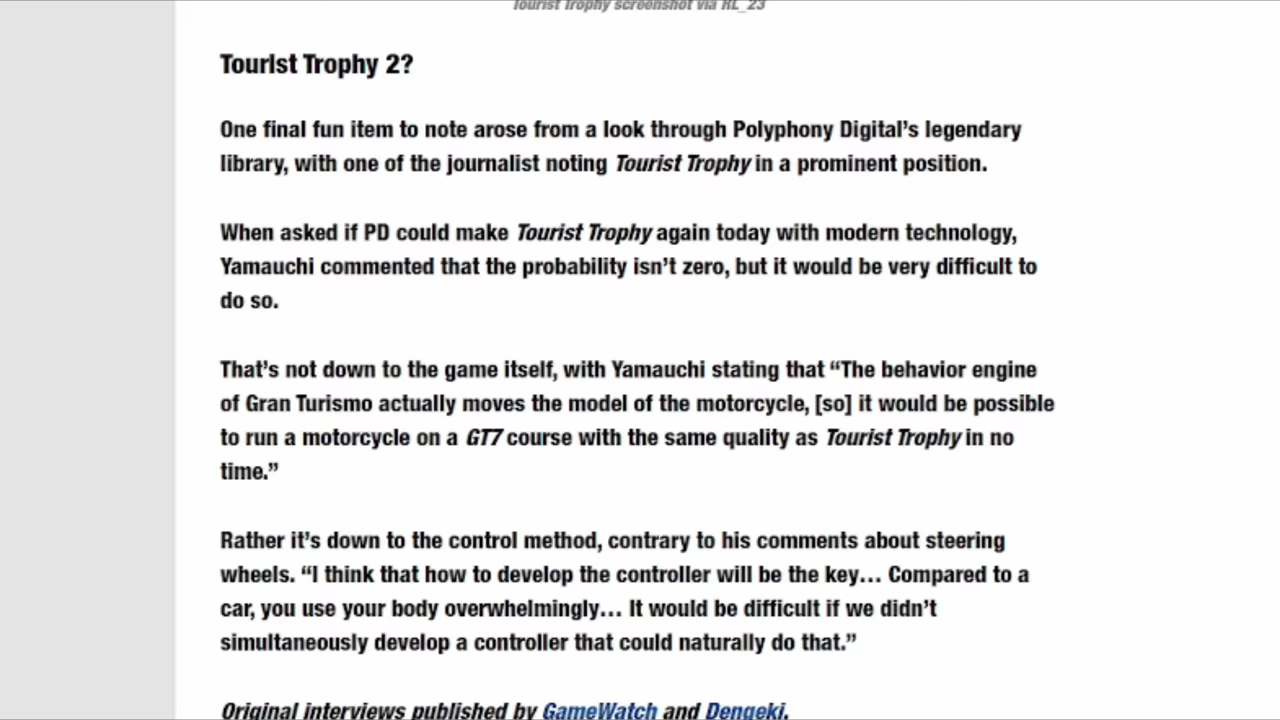 Tourist Trophy screenshot via RL_23
Tourist Trophy 2?
One final fun item to note arose from a look through Polyphony Digital’s legendary
library, with one of the journalist noting Tourist Trophy in a prominent position.
When asked if PD could make Tourist Trophy again today with modern technology,
Yamauchi commented that the probability isn’t zero, but it would be very difficult to
do so.
That’s not down to the game itself, with Yamauchi stating that “The behavior engine
of Gran Turismo actually moves the model of the motorcycle, [so] it would be possible
to run a motorcycle on a GT7 course with the same quality as Tourist Trophy in no
time.”
Rather it’s down to the control method, contrary to his comments about steering
wheels. “I think that how to develop the controller will be the key… Compared to a
car, you use your body overwhelmingly… It would be difficult if we didn’t
simultaneously develop a controller that could naturally do that.”
Original interviews published by GameWatch and Dengeki.